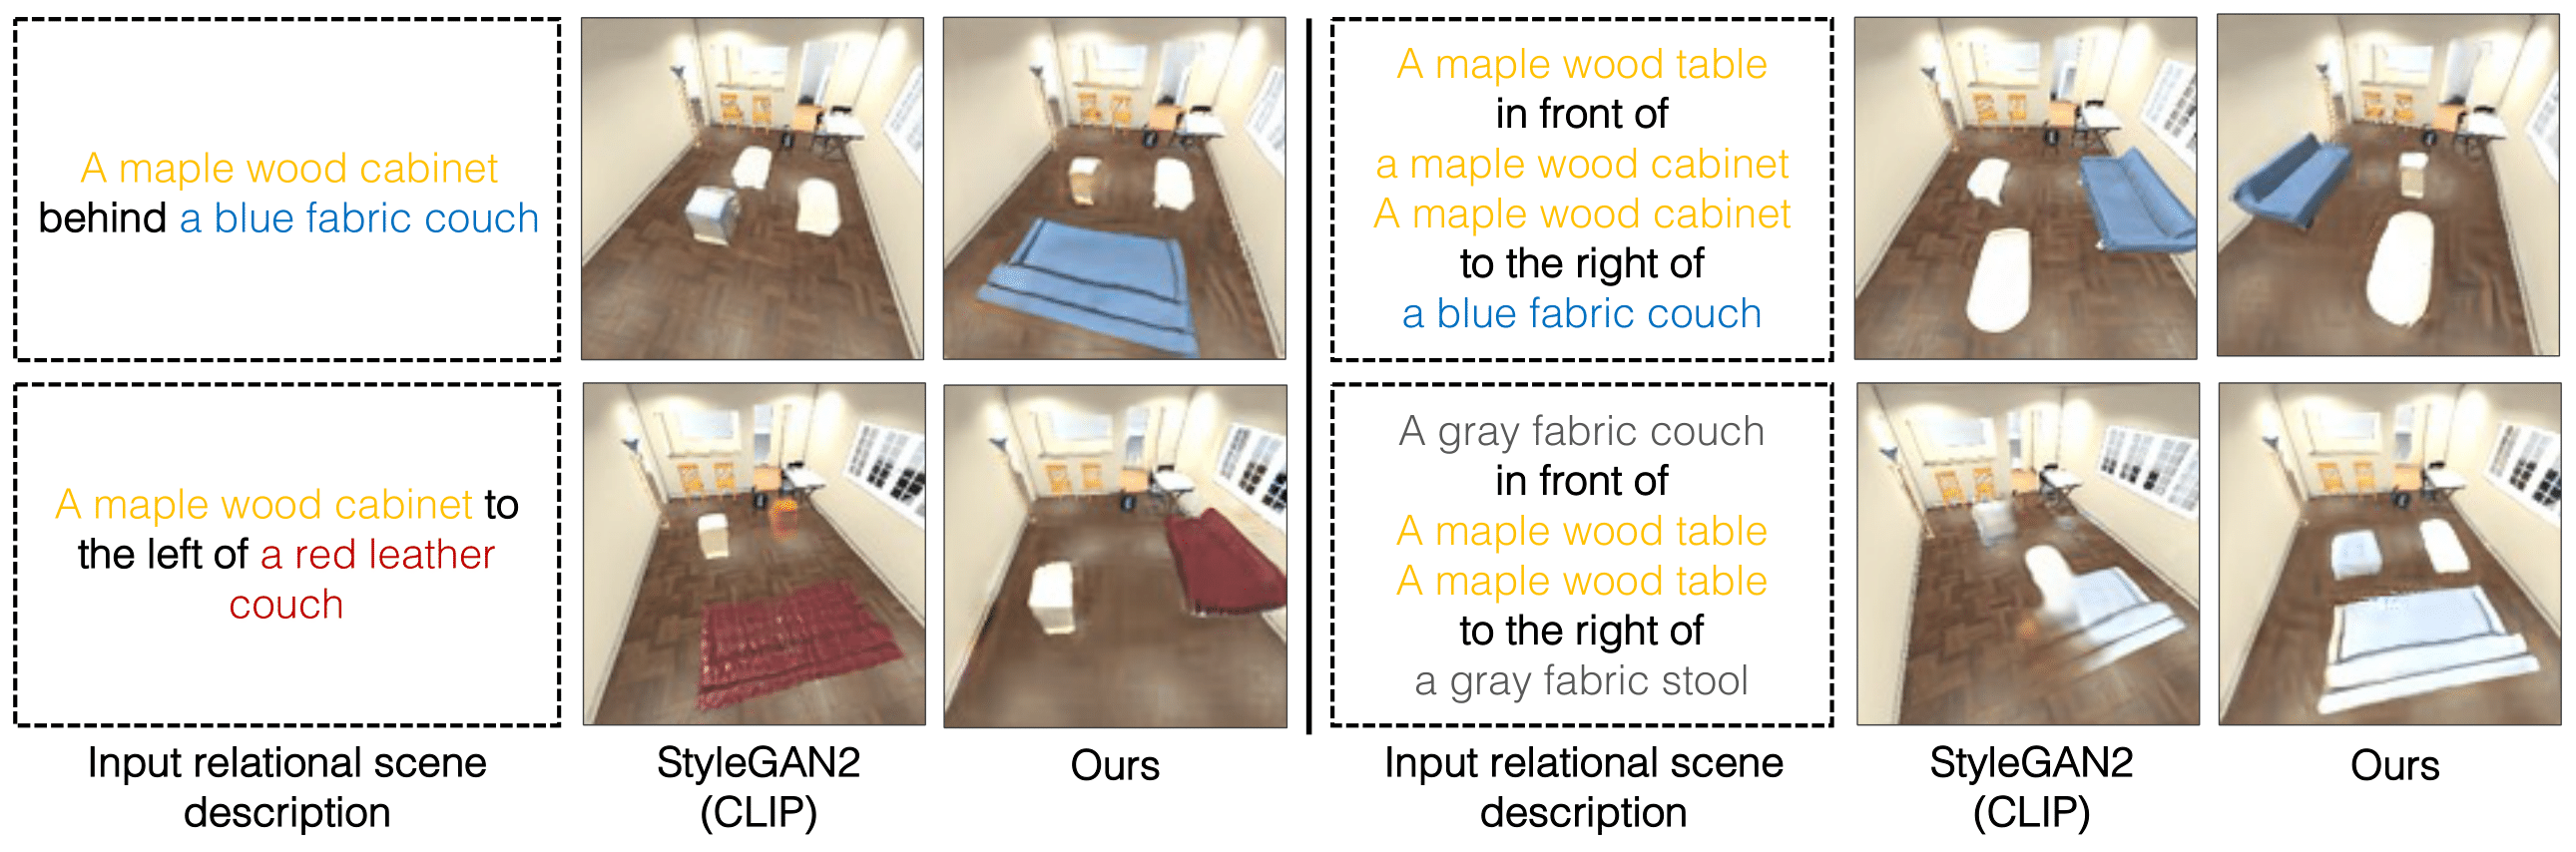 A maple wood cabinet
behind a blue fabric couch
A maple wood cabinet to
the left of a red leather
couch
Input relational scene
description
StyleGAN2
(CLIP)
Ours
A maple wood table
in front of
a maple wood cabinet
A maple wood cabinet
to the right of
a blue fabric couch
A gray fabric couch
in front of
A maple wood table
A maple wood table
to the right of
a gray fabric stool
Input relational scene
description
StyleGAN2
(CLIP)
Ours